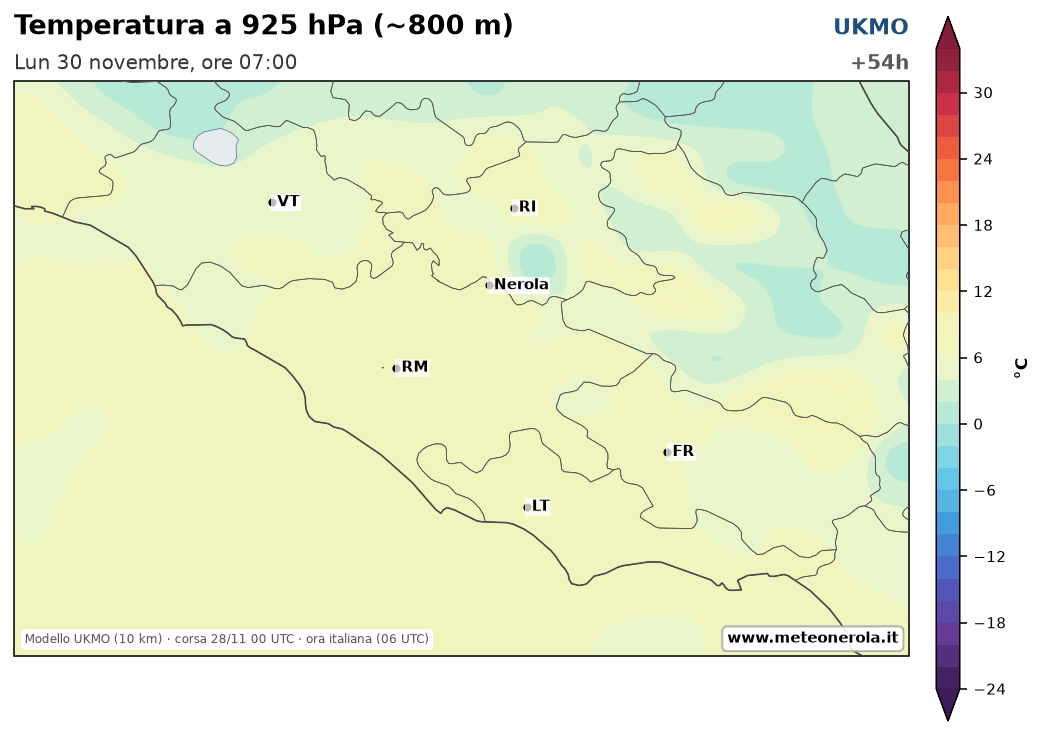 Temperatura a 925 hPa (~800 m)
UKMO
Lun 30 novembre, ore 07:00
+54h
VT
RI
Nerola
RM
FR
LT
Modello UKMO (10 km) · corsa 28/11 00 UTC · ora italiana (06 UTC)
www.meteonerola.it
30
24
18
12
6
0
−6
−12
−18
−24
°C